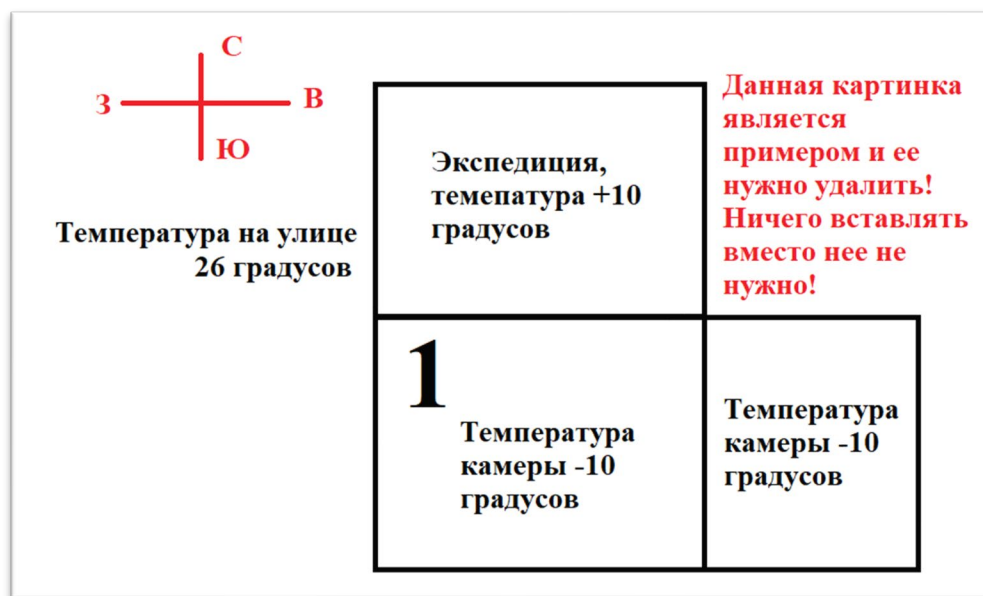 С
З
В
Ю
Температура на улице
26 градусов
Экспедиция,
темепатура +10
градусов
Данная картинка
является
примером и ее
нужно удалить!
Ничего вставлять
вместо нее не
нужно!
1
Температура
камеры -10
градусов
Температура
камеры -10
градусов